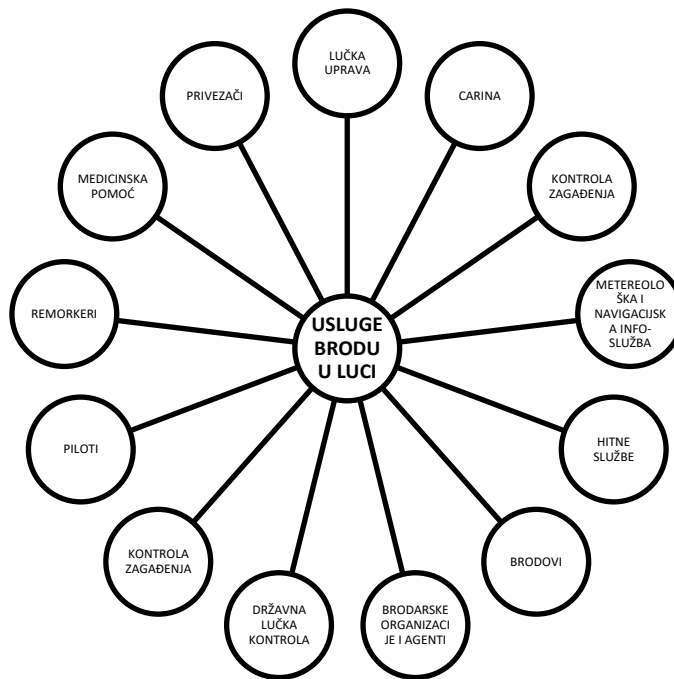 LUČKA
UPRAVA
CARINA
KONTROLA
ZAGAĐENJA
METEREOLO
ŠKA I
NAVIGACIJSK
A INFO-
SLUŽBA
HITNE
SLUŽBE
BRODOVI
BRODARSKE
ORGANIZACI
JE I AGENTI
DRŽAVNA
LUČKA
KONTROLA
KONTROLA
ZAGAĐENJA
PILOTI
REMORKERI
MEDICINSKA
POMOĆ
PRIVEZAČI
USLUGE
BRODU
U LUCI